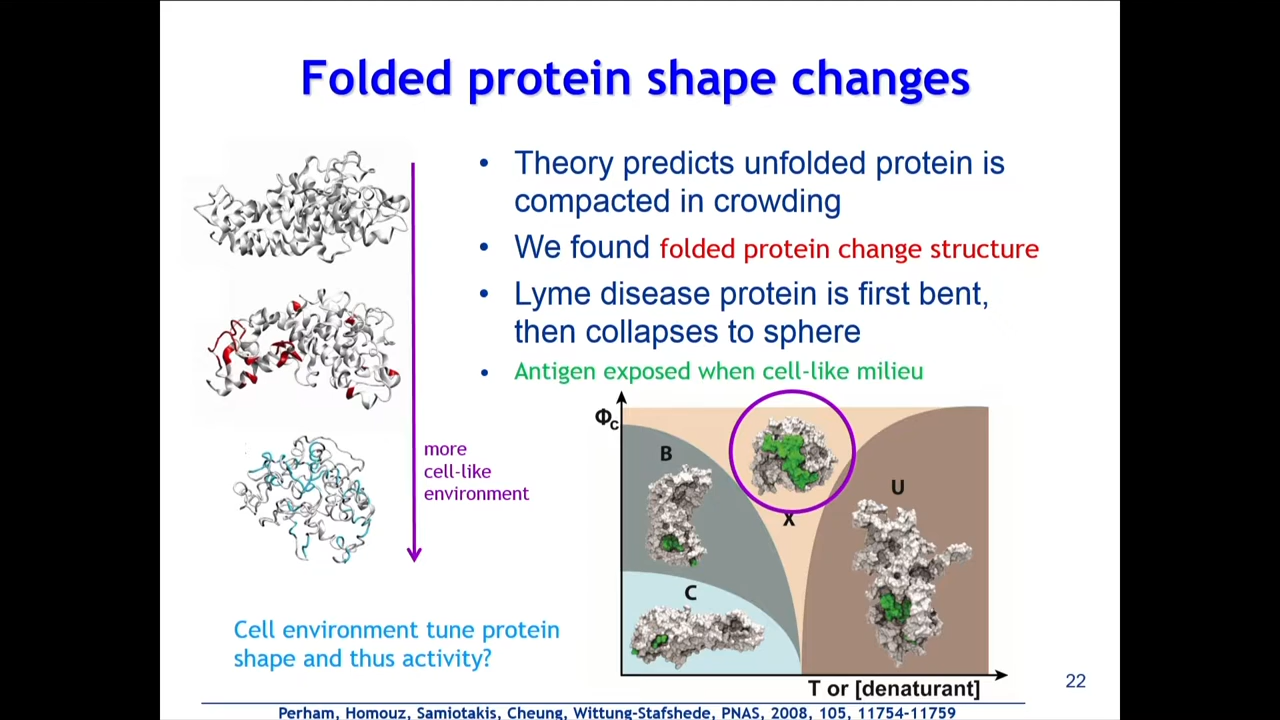 Folded protein shape changes
• Theory predicts unfolded protein is
compacted in crowding
• We found folded protein change structure
• Lyme disease protein is first bent,
then collapses to sphere
• Antigen exposed when cell-like milieu
more
cell-like
environment
Φc
B
X
U
C
T or [denaturant]
Cell environment tune protein
shape and thus activity?
22
Perham, Homouz, Samiotakis, Cheung, Wittung-Stafshede, PNAS, 2008, 105, 11754-11759